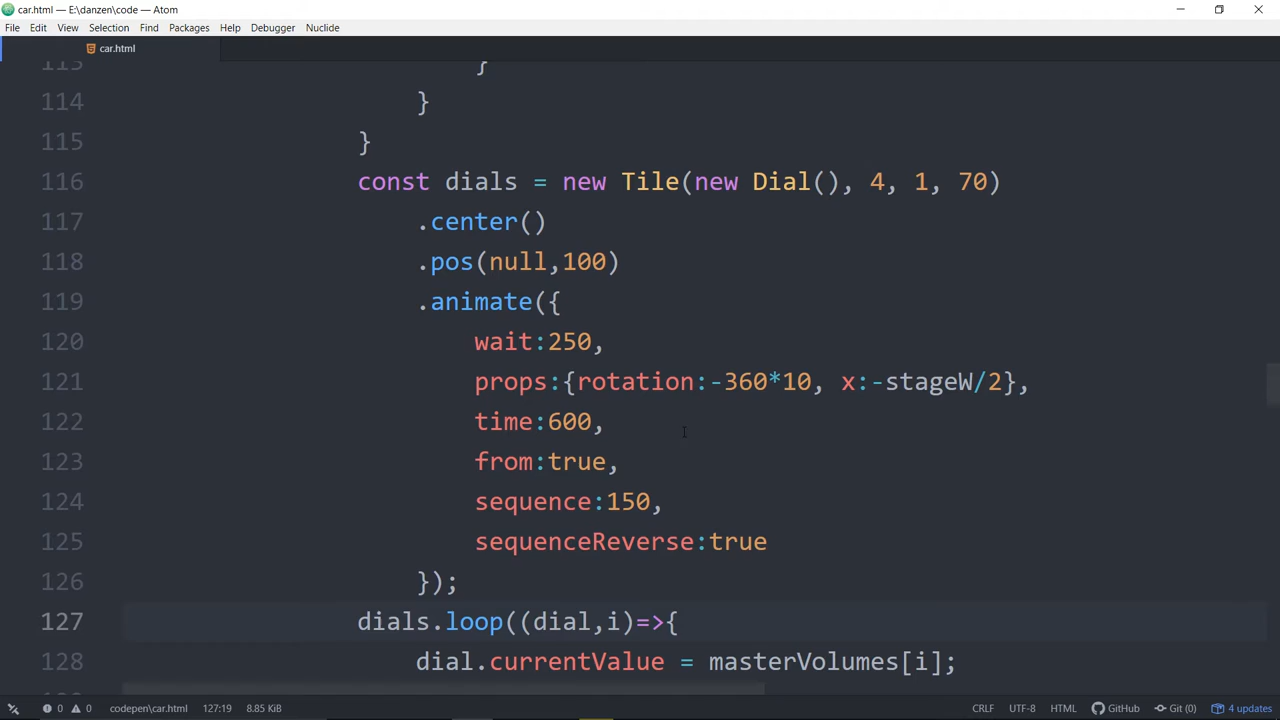 car.html — E:\danzen\code — Atom
File Edit View Selection Find Packages Help Debugger Nuclide
car.html
113 }
114 }
115 }
116 const dials = new Tile(new Dial(), 4, 1, 70)
117 .center()
118 .pos(null,100)
119 .animate({
120 wait:250,
121 props:{rotation:-360*10, x:-stageW/2},
122 time:600,
123 from:true,
124 sequence:150,
125 sequenceReverse:true
126 });
127 dials.loop((dial,i)=>{
128 dial.currentValue = masterVolumes[i];
0 0 codepen\car.html 127:19 8.85 KiB CRLF UTF-8 HTML GitHub Git (0) 4 updates